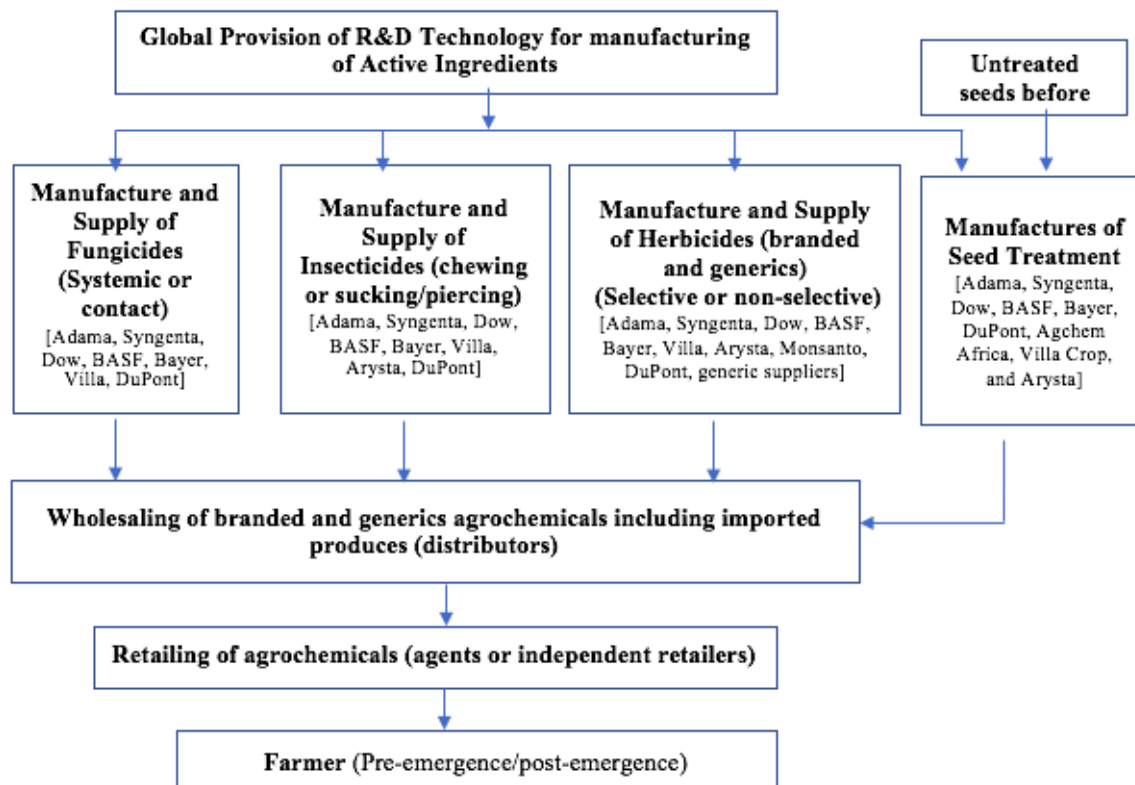 Global Provision of R&D Technology for manufacturing
of Active Ingredients
Untreated
seeds before
Manufacture and
Supply of
Fungicides
(Systemic or
contact)
[Adama, Syngenta,
Dow, BASF, Bayer,
Villa, DuPont]
Manufacture and
Supply of
Insecticides (chewing
or sucking/piercing)
[Adama, Syngenta, Dow,
BASF, Bayer, Villa,
Arysta, DuPont]
Manufacture and Supply
of Herbicides (branded
and generics)
(Selective or non-selective)
[Adama, Syngenta, Dow, BASF,
Bayer, Villa, Arysta, Monsanto,
DuPont, generic suppliers]
Manufactures of
Seed Treatment
[Adama, Syngenta,
Dow, BASF, Bayer,
DuPont, Agchem
Africa, Villa Crop,
and Arysta]
Wholesaling of branded and generics agrochemicals including imported
produces (distributors)
Retailing of agrochemicals (agents or independent retailers)
Farmer (Pre-emergence/post-emergence)